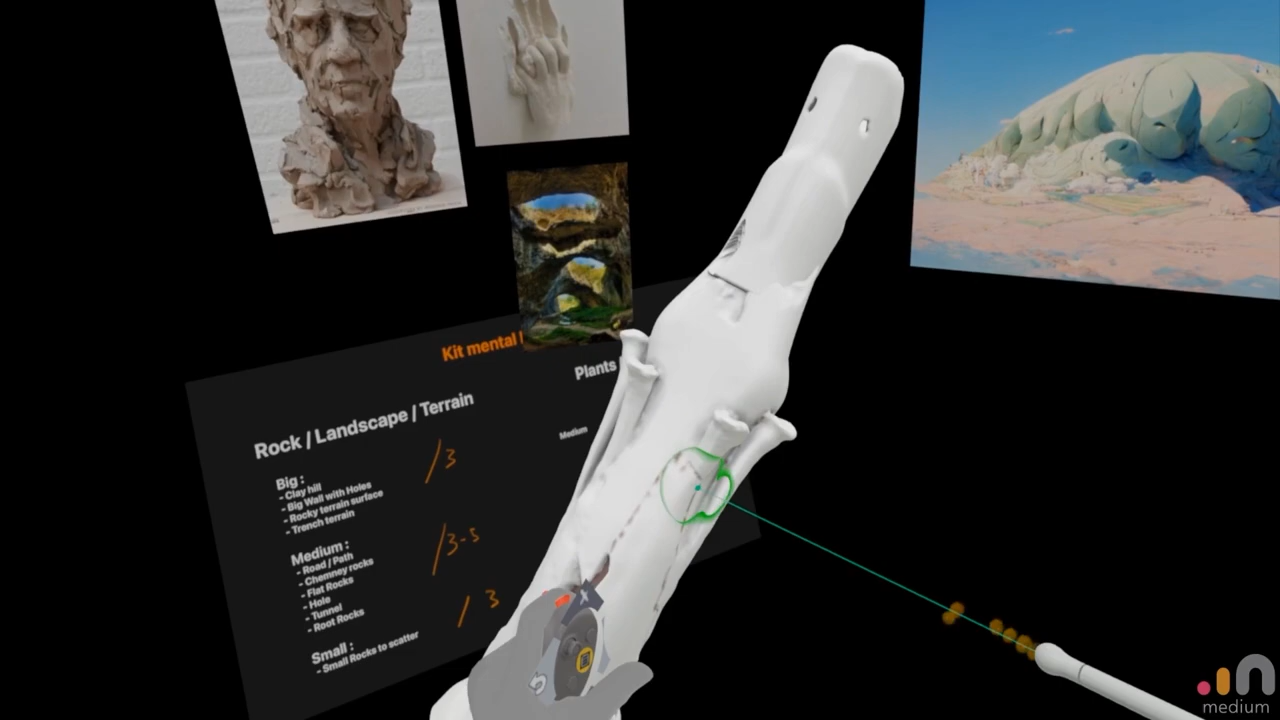 Kit mental
Plants
Rock / Landscape / Terrain
Medium
Big :
- Clay hill
- Big Wall with Holes
- Rocky terrain surface
- Trench terrain
/3
Medium :
- Road / Path
- Chemney rocks
- Flat Rocks
- Hole
- Tunnel
- Root Rocks
/3-5
Small :
- Small Rocks to scatter
/ 3
medium